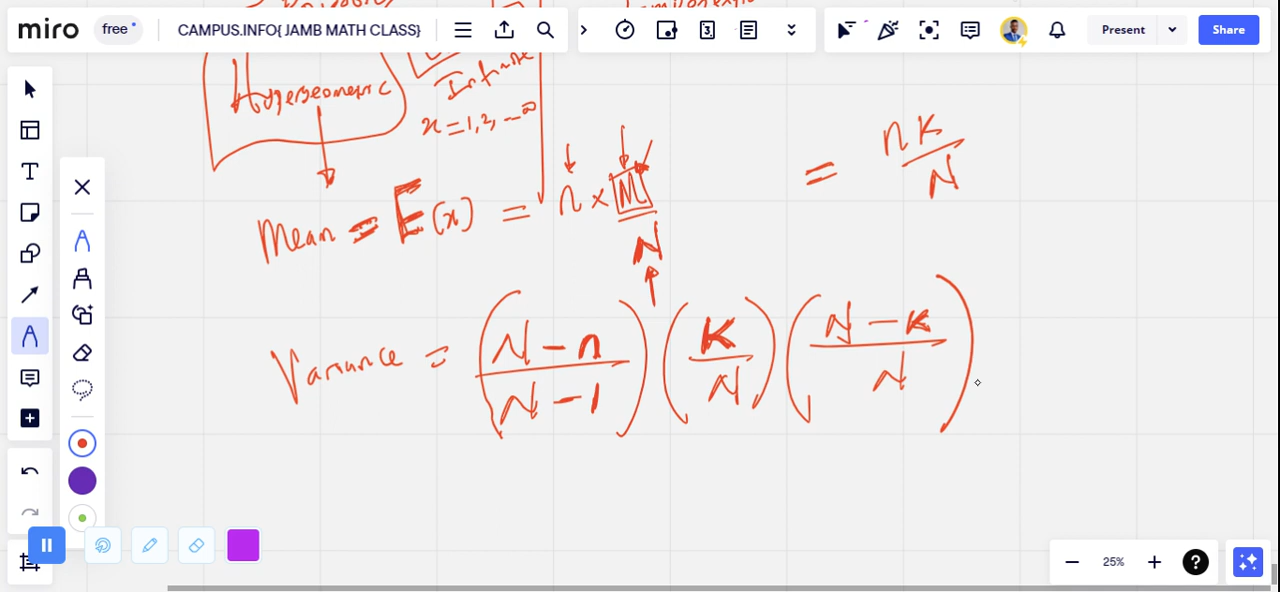 miro free CAMPUS.INFO{ JAMB MATH CLASS} Present Share
Hypergeometric
Infinite
x = 1, 2, — ∞
Mean = E(x) = n × M/N = nK/N
Variance = (N - n / N - 1) (K / N) (N - K / N)
25%